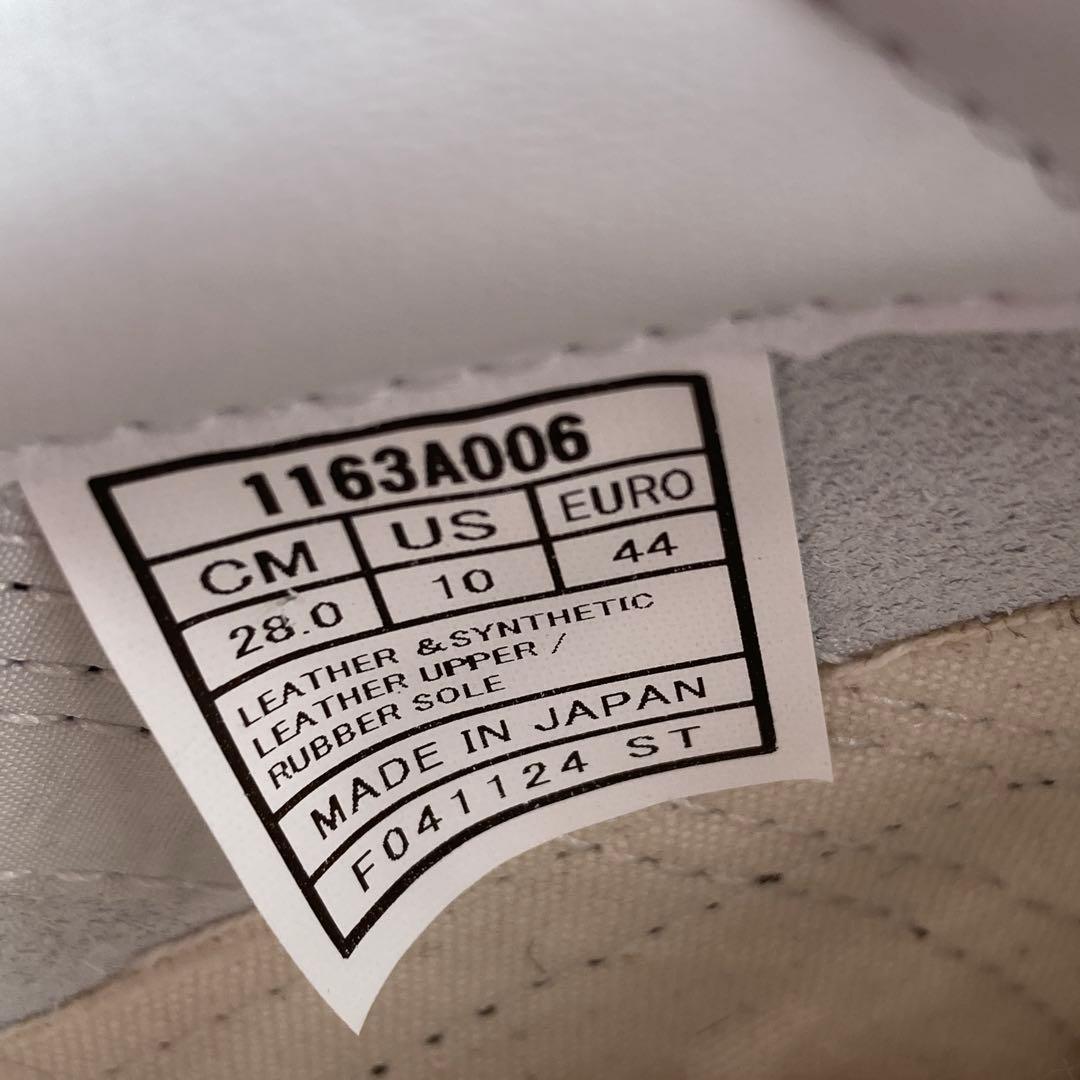 1163A006
CM US EURO
28.0 10 44
LEATHER &SYNTHETIC
LEATHER UPPER /
RUBBER SOLE
MADE IN JAPAN
F041124 ST